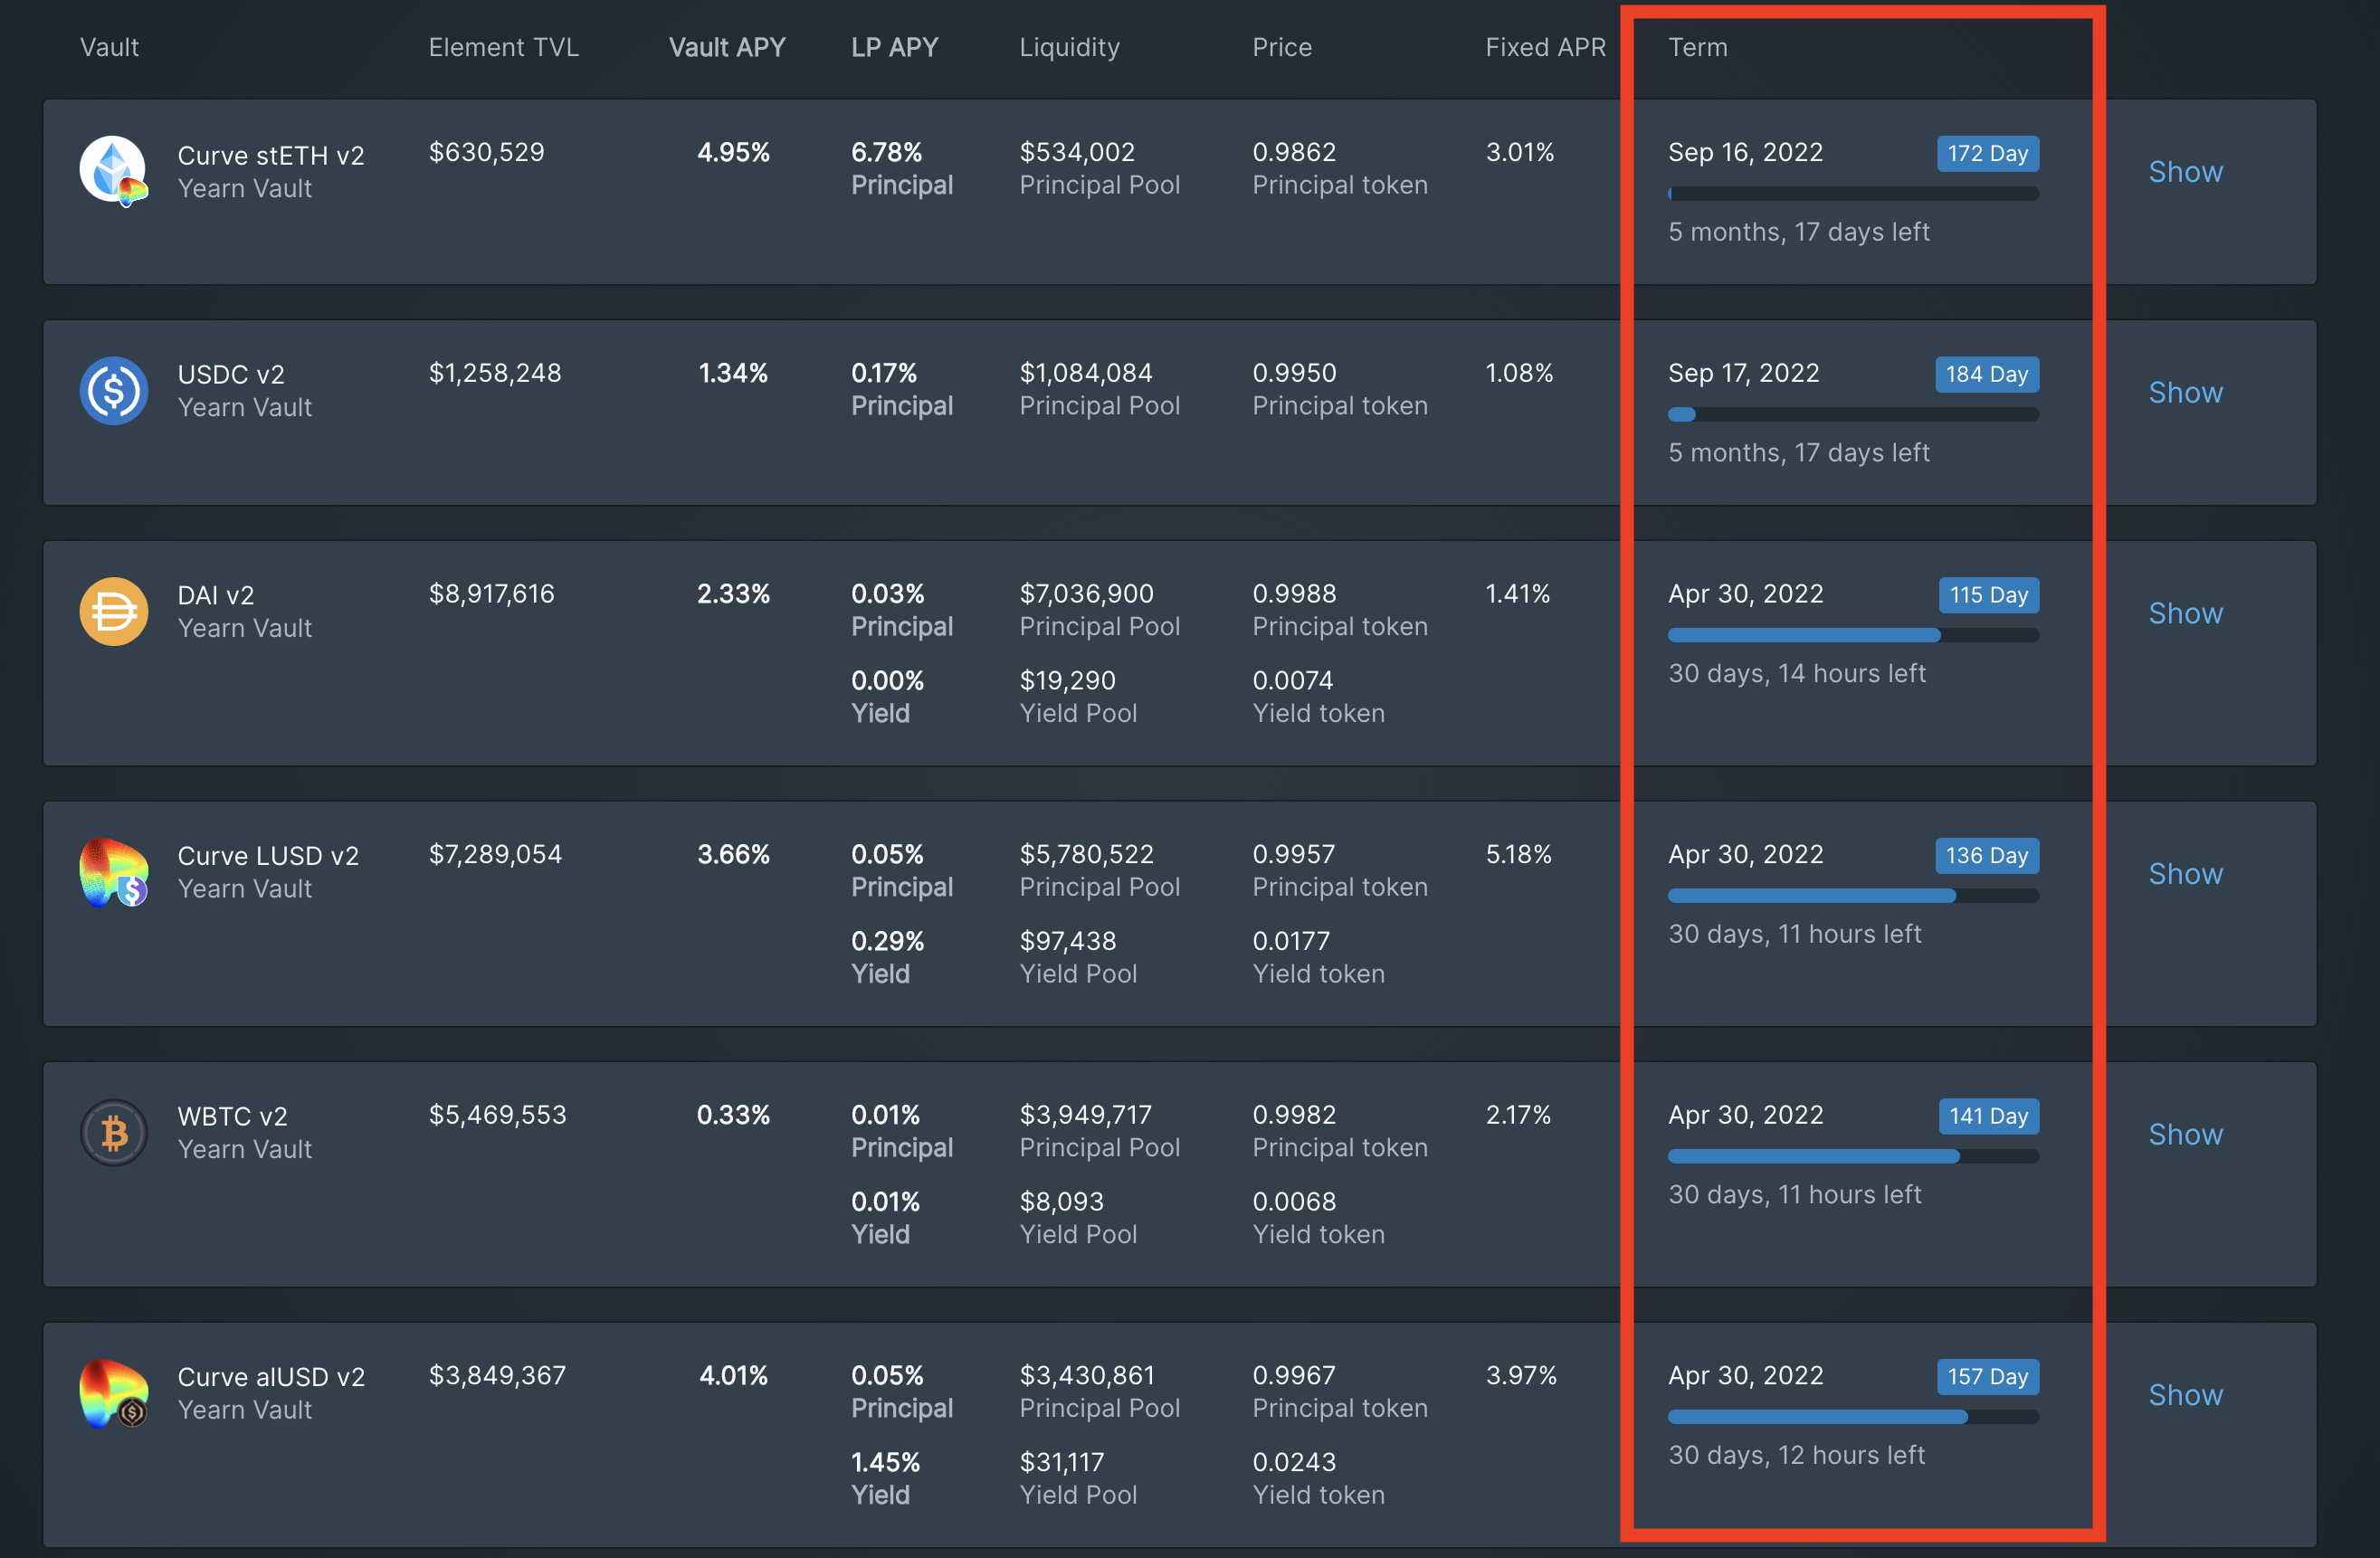 Vault Element TVL Vault APY LP APY Liquidity Price Fixed APR Term
Curve stETH v2 $630,529 4.95% 6.78% $534,002 0.9862 3.01% Sep 16, 2022 172 Day Show
Yearn Vault Principal Principal Pool Principal token
5 months, 17 days left
USDC v2 $1,258,248 1.34% 0.17% $1,084,084 0.9950 1.08% Sep 17, 2022 184 Day Show
Yearn Vault Principal Principal Pool Principal token
5 months, 17 days left
DAI v2 $8,917,616 2.33% 0.03% $7,036,900 0.9988 1.41% Apr 30, 2022 115 Day Show
Yearn Vault Principal Principal Pool Principal token
30 days, 14 hours left
0.00% $19,290 0.0074
Yield Yield Pool Yield token
Curve LUSD v2 $7,289,054 3.66% 0.05% $5,780,522 0.9957 5.18% Apr 30, 2022 136 Day Show
Yearn Vault Principal Principal Pool Principal token
30 days, 11 hours left
0.29% $97,438 0.0177
Yield Yield Pool Yield token
WBTC v2 $5,469,553 0.33% 0.01% $3,949,717 0.9982 2.17% Apr 30, 2022 141 Day Show
Yearn Vault Principal Principal Pool Principal token
30 days, 11 hours left
0.01% $8,093 0.0068
Yield Yield Pool Yield token
Curve alUSD v2 $3,849,367 4.01% 0.05% $3,430,861 0.9967 3.97% Apr 30, 2022 157 Day Show
Yearn Vault Principal Principal Pool Principal token
30 days, 12 hours left
1.45% $31,117 0.0243
Yield Yield Pool Yield token